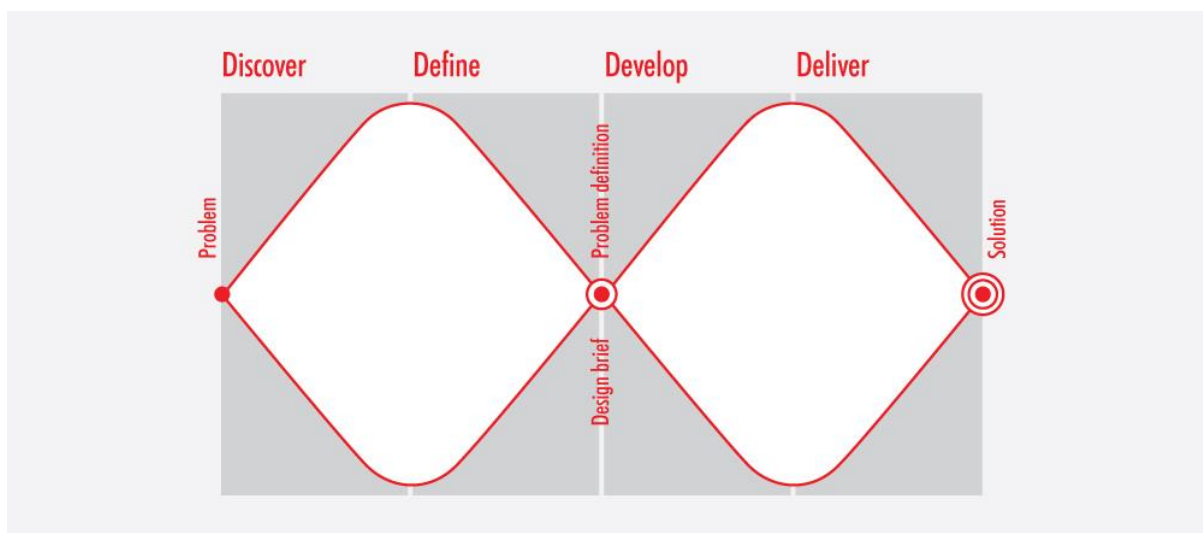 Discover
Define
Develop
Deliver
Problem
Problem definition
Design brief
Solution